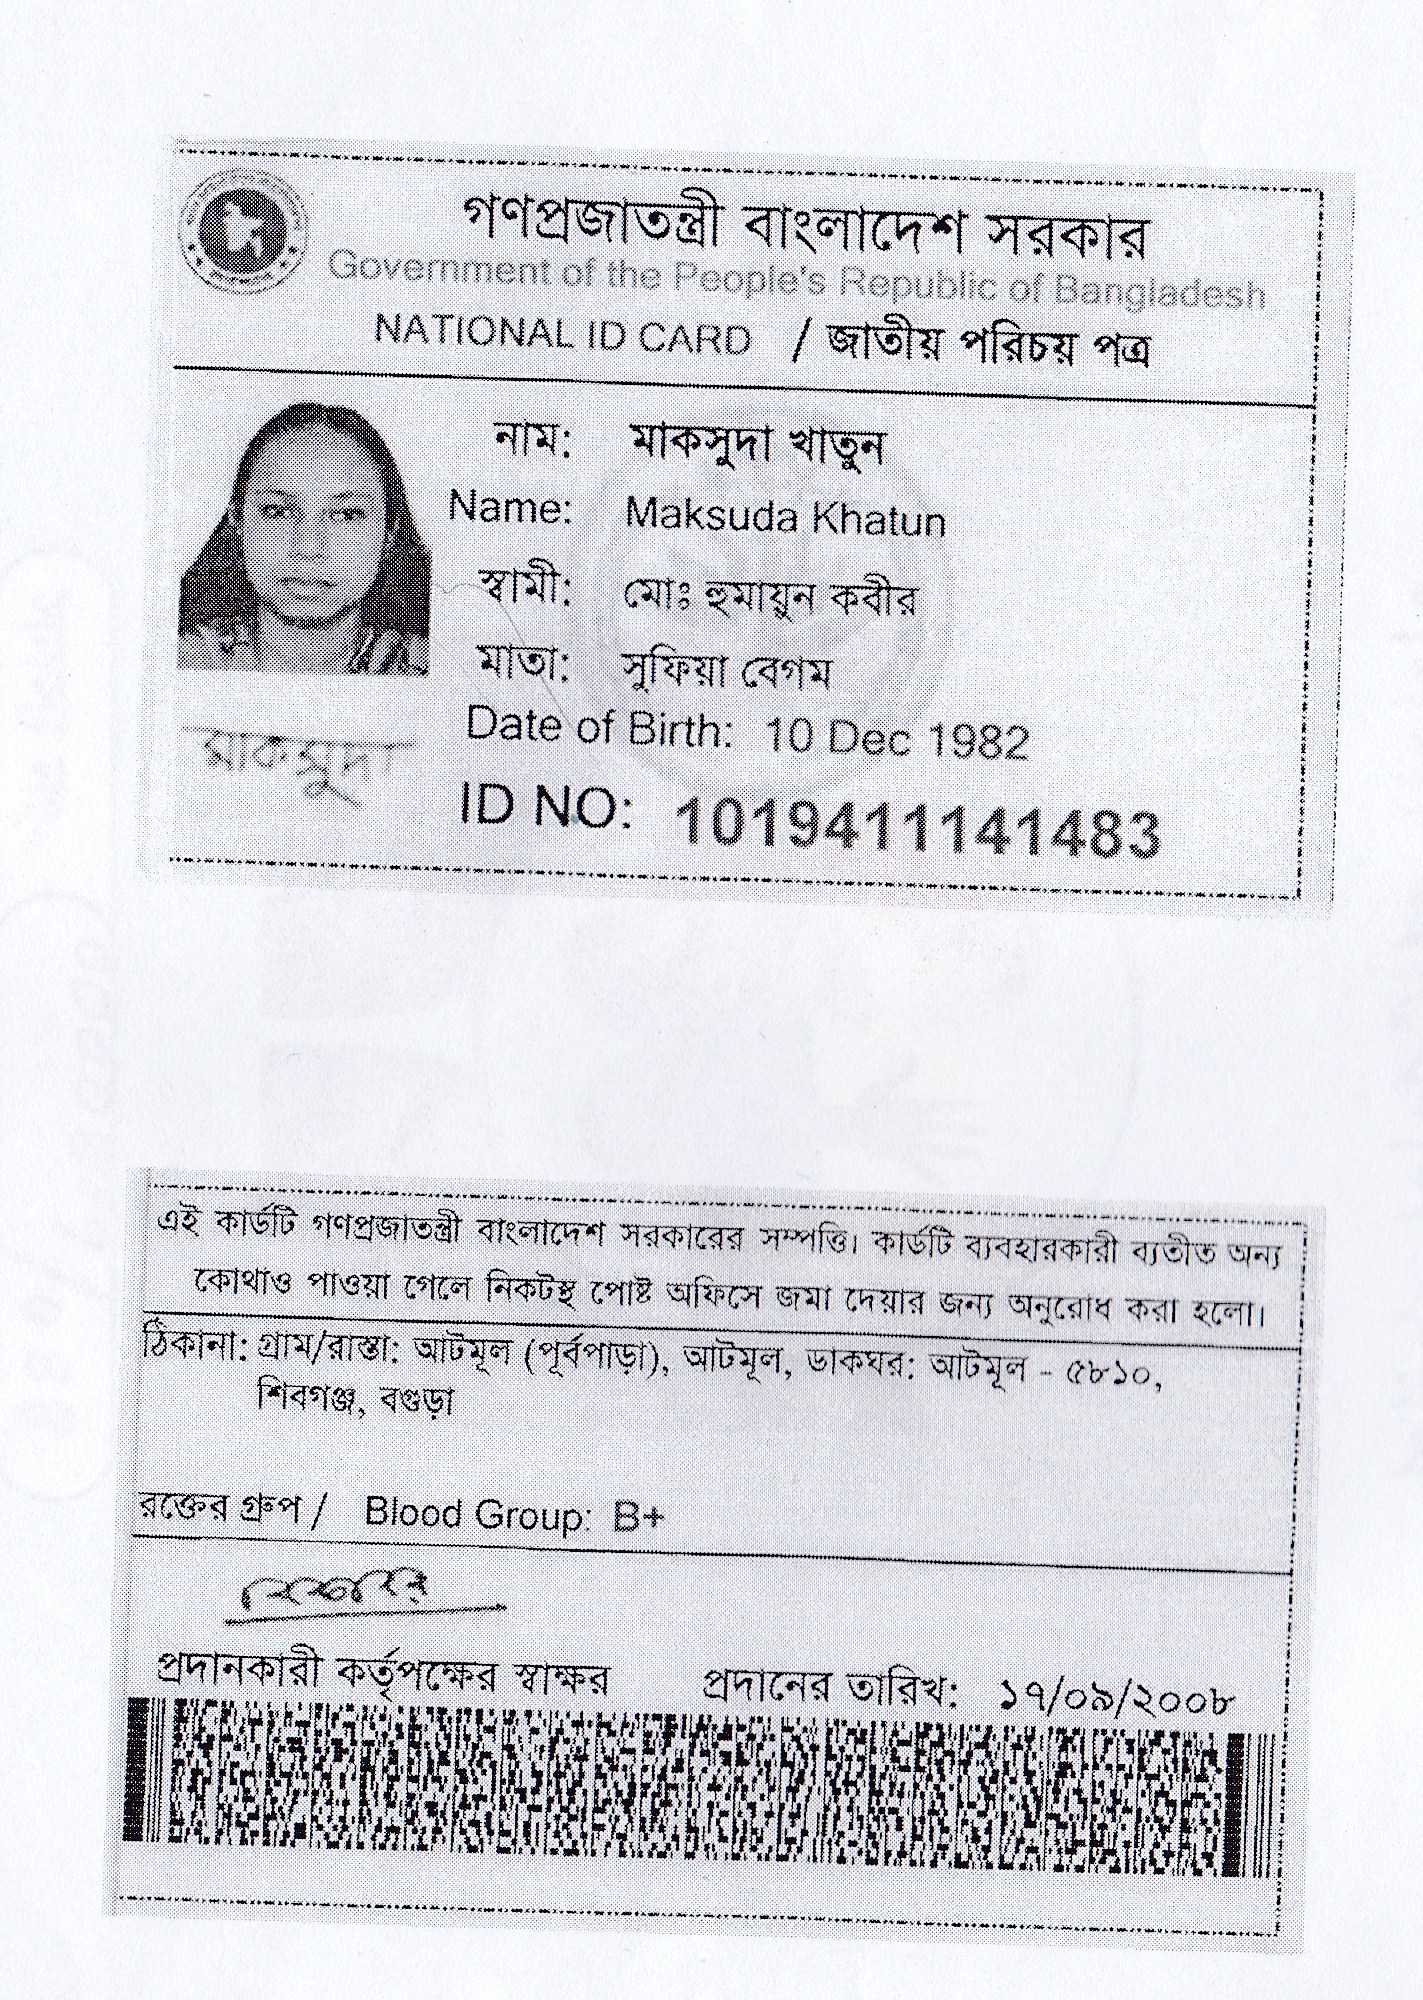 গণপ্রজাতন্ত্রী বাংলাদেশ সরকার
Government of the People's Republic of Bangladesh
NATIONAL ID CARD / জাতীয় পরিচয় পত্র
নাম: মাকসুদা খাতুন
Name: Maksuda Khatun
স্বামী: মোঃ হুমায়ুন কবীর
মাতা: সুফিয়া বেগম
Date of Birth: 10 Dec 1982
মাকসুদা
ID NO: 1019411141483
এই কার্ডটি গণপ্রজাতন্ত্রী বাংলাদেশ সরকারের সম্পত্তি। কার্ডটি ব্যবহারকারী ব্যতীত অন্য
কোথাও পাওয়া গেলে নিকটস্থ পোষ্ট অফিসে জমা দেয়ার জন্য অনুরোধ করা হলো।
ঠিকানা: গ্রাম/রাস্তা: আটমূল (পূর্বপাড়া), আটমূল, ডাকঘর: আটমূল - ৫৮১০,
শিবগঞ্জ, বগুড়া
রক্তের গ্রুপ / Blood Group: B+
প্রদানকারী কর্তৃপক্ষের স্বাক্ষর প্রদানের তারিখ: ১৭/০৯/২০০৮